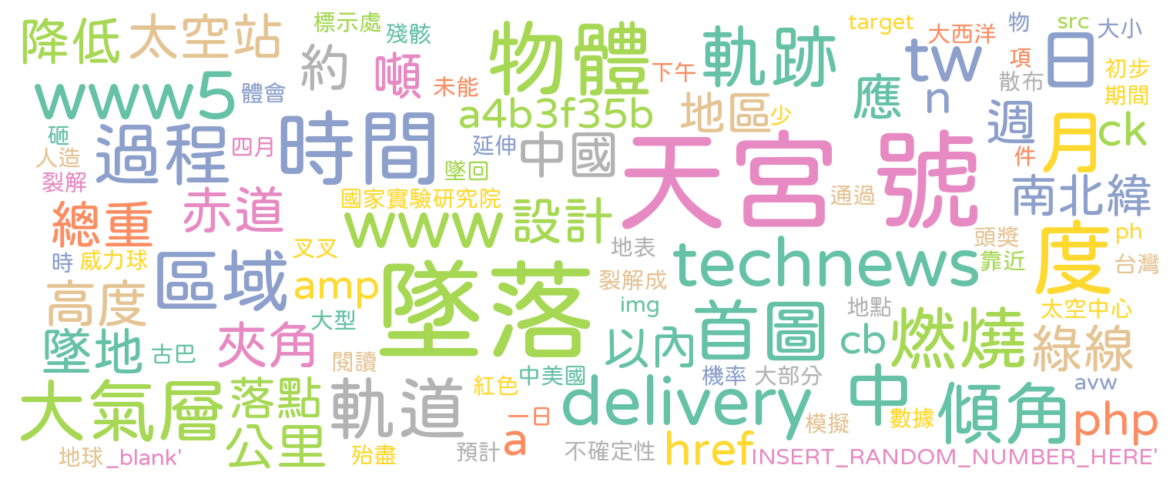 降低
太空站
標示處
殘骸
約
噸
未能
物體
下午
軌跡
target
大西洋
tw
n
物
項
散布
src
大小
日
初步
期間
www5
體會
a4b3f35b
地區
少
應
週
件
月
ck
砸
人造
裂解
過程
四月
時間
延伸
墜回
中國
天宮
號
通過
南北緯
國家實驗研究院
總重
赤道
www
設計
地表
technews
頭獎
靠近
度
ph
台灣
時
威力球
叉叉
區域
amp
裂解成
img
地點
太空中心
高度
大型
墜落
首圖
以內
cb
燃燒
綠線
墜地
古巴
夾角
閱讀
紅色
中美國
機率
大部分
avw
大氣層
落點
軌道
一日
a
delivery
模擬
中
數據
傾角
php
公里
地球
_blank'
殆盡
預計
不確定性
href
INSERT_RANDOM_NUMBER_HERE'